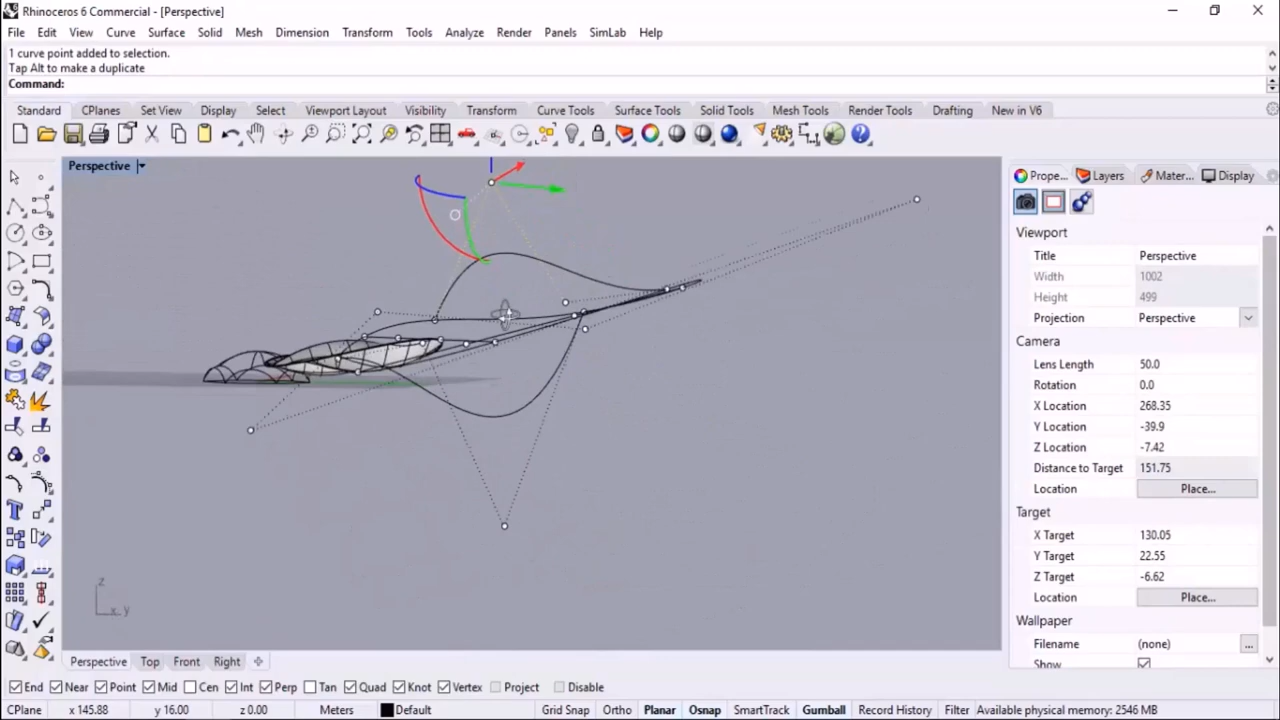 Rhinoceros 6 Commercial - [Perspective]
File Edit View Curve Surface Solid Mesh Dimension Transform Tools Analyze Render Panels SimLab Help
1 curve point added to selection.
Tap Alt to make a duplicate
Command:
Standard CPlanes Set View Display Select Viewport Layout Visibility Transform Curve Tools Surface Tools Solid Tools Mesh Tools Render Tools Drafting New in V6
Perspective
Prope... Layers Mater... Display
Viewport
Title Perspective
Width 1002
Height 499
Projection Perspective
Camera
Lens Length 50.0
Rotation 0.0
X Location 268.35
Y Location -39.9
Z Location -7.42
Distance to Target 151.75
Location Place...
Target
X Target 130.05
Y Target 22.55
Z Target -6.62
Location Place...
Wallpaper
Filename (none) ...
Show
z
x y
Perspective Top Front Right
End Near Point Mid Cen Int Perp Tan Quad Knot Vertex Project Disable
CPlane x 145.88 y 16.00 z 0.00 Meters Default Grid Snap Ortho Planar Osnap SmartTrack Gumball Record History Filter Available physical memory: 2546 MB